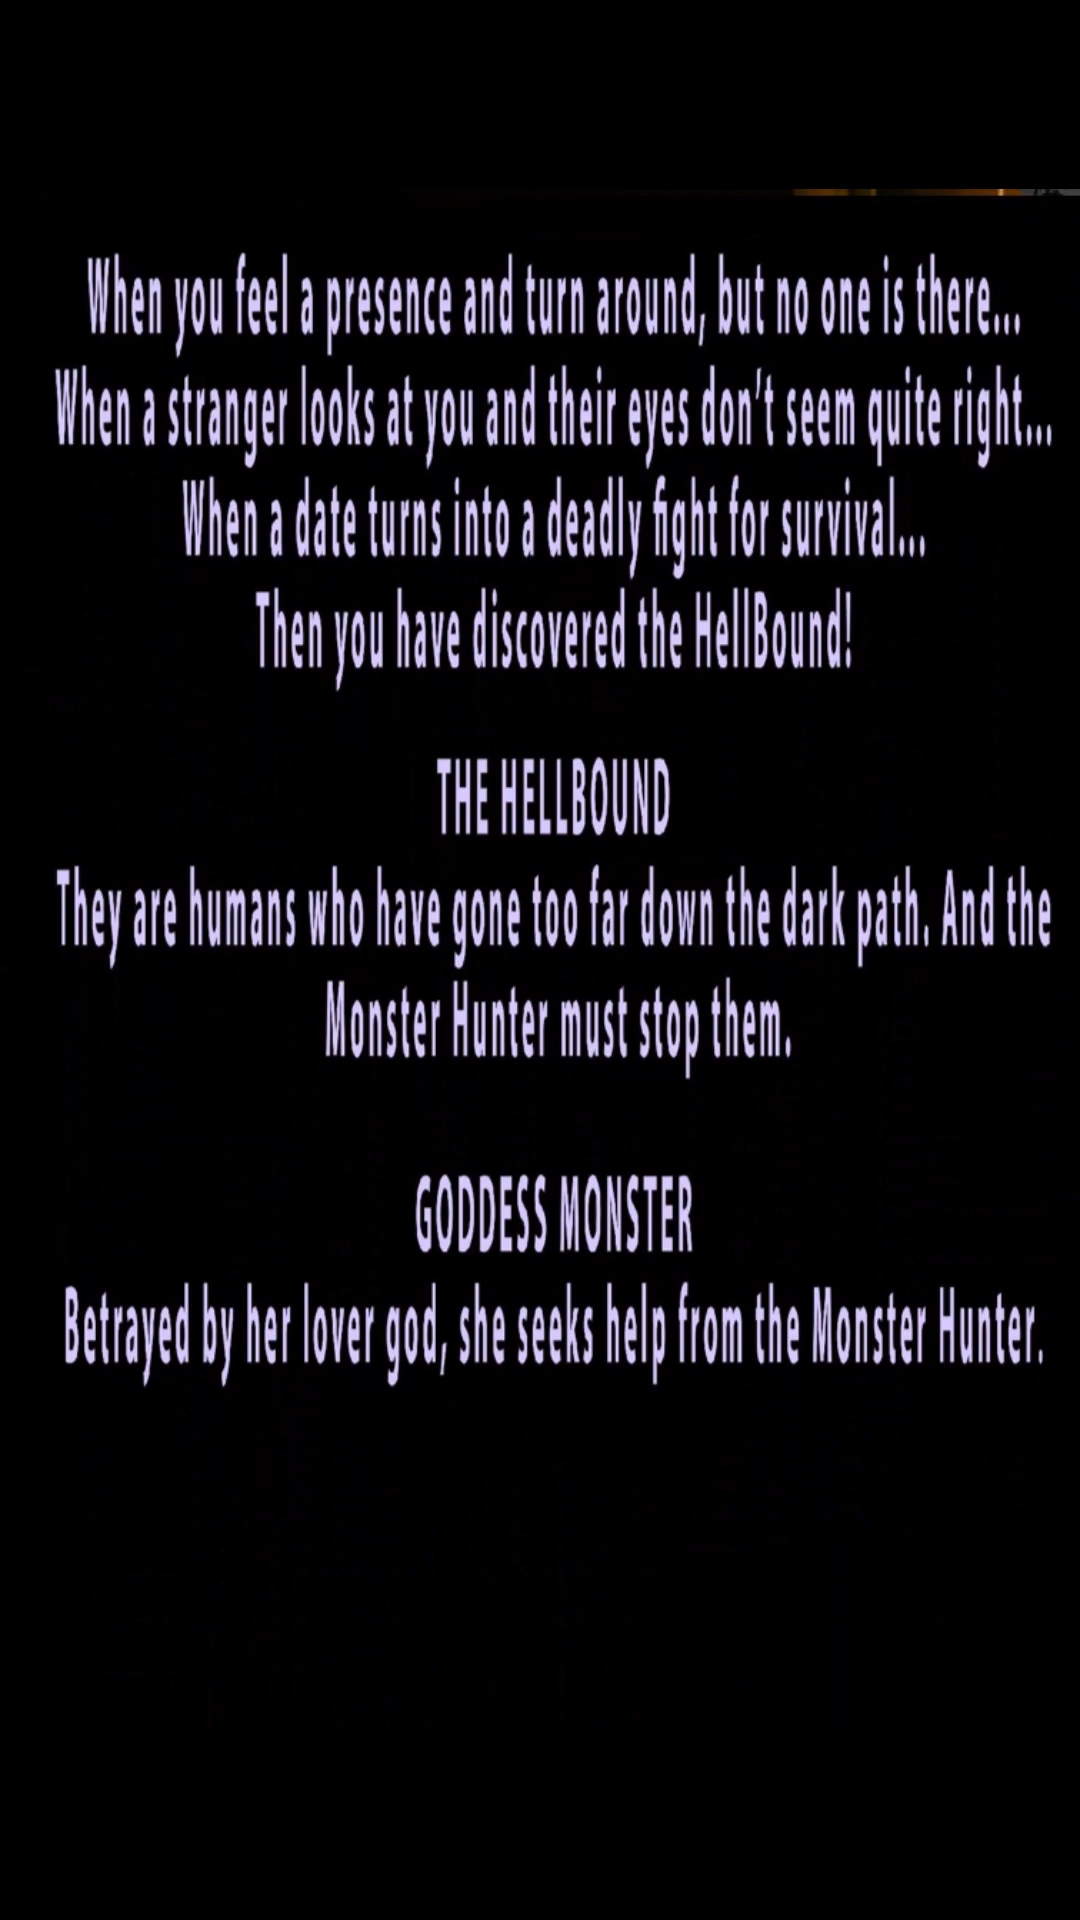 When you feel a presence and turn around, but no one is there...
When a stranger looks at you and their eyes don't seem quite right...
When a date turns into a deadly fight for survival...
Then you have discovered the HellBound!
THE HELLBOUND
They are humans who have gone too far down the dark path. And the
Monster Hunter must stop them.
GODDESS MONSTER
Betrayed by her lover god, she seeks help from the Monster Hunter.